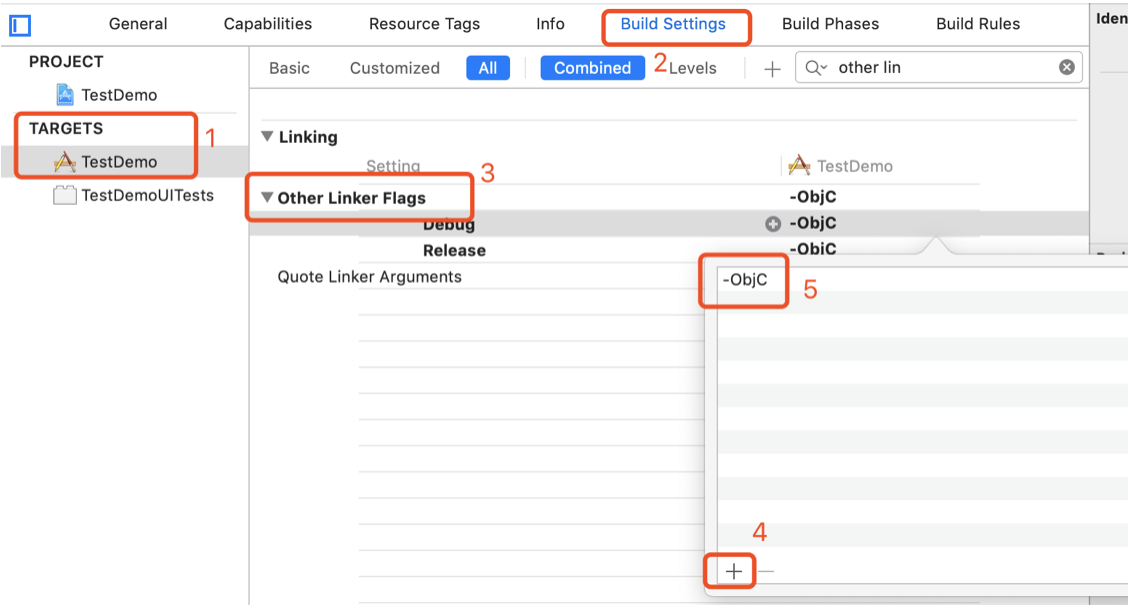 General Capabilities Resource Tags Info Build Settings Build Phases Build Rules Iden
PROJECT
Basic Customized All Combined 2 Levels other lin
TestDemo
TARGETS
1
Linking
TestDemo
Setting TestDemo
3
TestDemoUITests
Other Linker Flags -ObjC
Debug -ObjC
Release -ObjC
Quote Linker Arguments
-ObjC
5
4